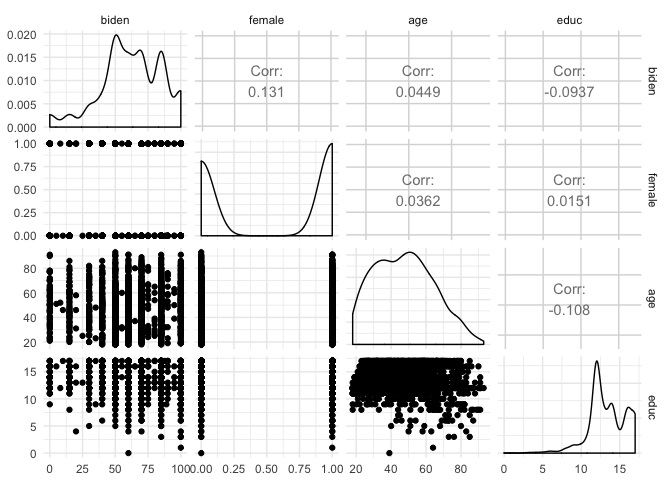 biden female age educ
0.020
0.015
0.010
0.005
0.000
biden
Corr:
0.131
Corr:
0.0449
Corr:
-0.0937
1.00
0.75
0.50
0.25
0.00
female
Corr:
0.0362
Corr:
0.0151
80
60
40
20
age
Corr:
-0.108
15
10
5
0
educ
0 25 50 75 100 0.00 0.25 0.50 0.75 1.00 20 40 60 80 0 5 10 15